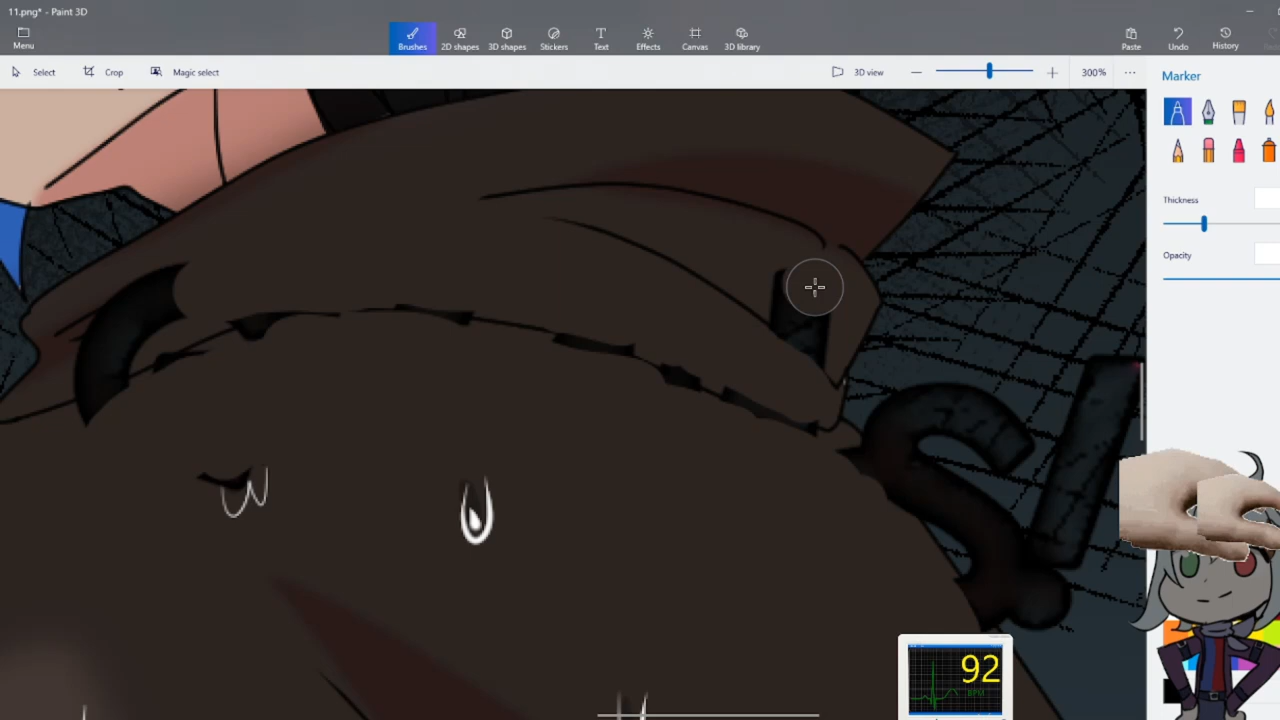 11.png* - Paint 3D
Menu
Brushes
2D shapes
3D shapes
Stickers
Text
Effects
Canvas
3D library
Paste
Undo
History
Select
Crop
Magic select
3D view
300%
Marker
Thickness
Opacity
92
BPM